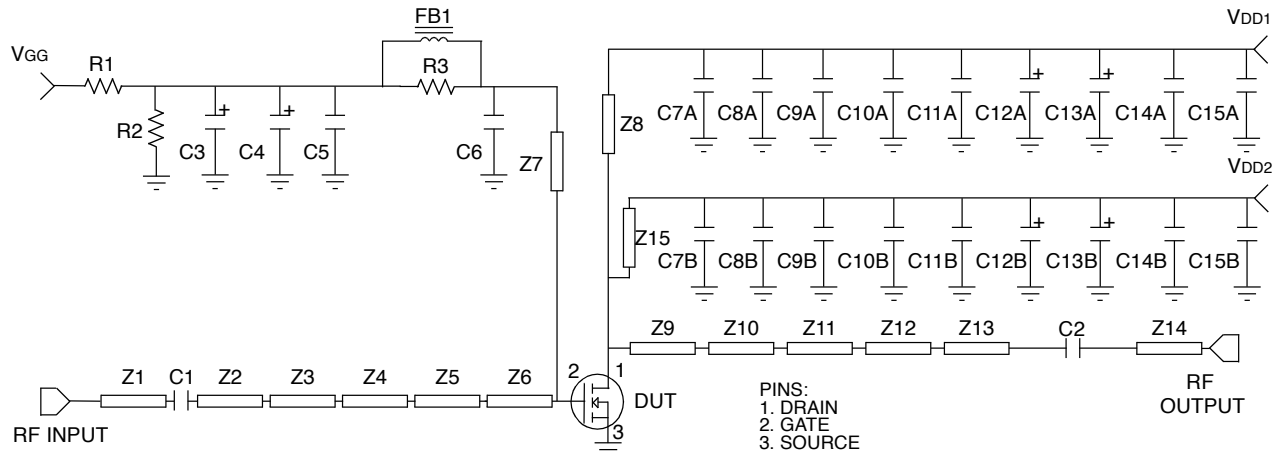 FB1
VDD1
VGG
R1
R3
+
+
+
+
R2
C3
C4
C5
C6
Z7
Z8
C7A
C8A
C9A
C10A
C11A
C12A
C13A
C14A
C15A
VDD2
+
+
Z15
C7B
C8B
C9B
C10B
C11B
C12B
C13B
C14B
C15B
Z9
Z10
Z11
Z12
Z13
C2
Z14
Z1
C1
Z2
Z3
Z4
Z5
Z6
2
1
3
DUT
RF INPUT
PINS:
1. DRAIN
2. GATE
3. SOURCE
RF
OUTPUT